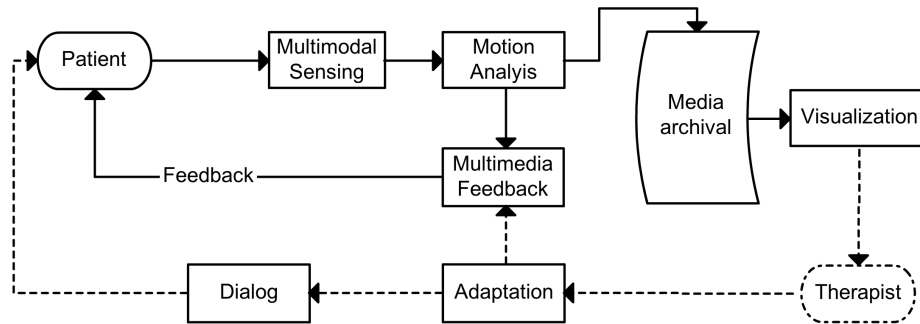 Patient
Multimodal
Sensing
Motion
Analyis
Media
archival
Visualization
Feedback
Multimedia
Feedback
Dialog
Adaptation
Therapist